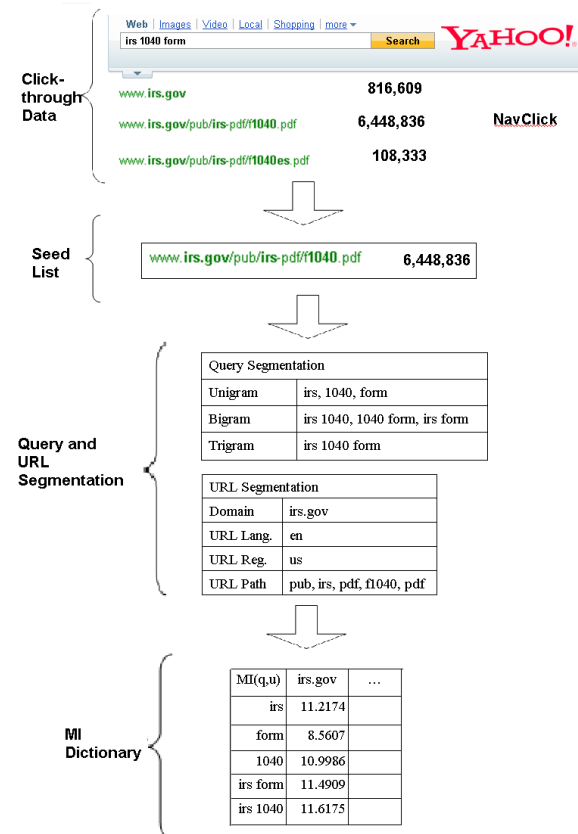 Web | Images | Video | Local | Shopping | more
irs 1040 form Search YAHOO!
Click-
through
Data
www.irs.gov 816,609
www.irs.gov/pub/irs-pdf/f1040.pdf 6,448,836 NavClick
www.irs.gov/pub/irs-pdf/f1040es.pdf 108,333
Seed
List
www.irs.gov/pub/irs-pdf/f1040.pdf 6,448,836
Query and
URL
Segmentation
Query Segmentation
Unigram irs, 1040, form
Bigram irs 1040, 1040 form, irs form
Trigram irs 1040 form
URL Segmentation
Domain irs.gov
URL Lang. en
URL Reg. us
URL Path pub, irs, pdf, f1040, pdf
MI
Dictionary
MI(q,u) irs.gov …
irs 11.2174
form 8.5607
1040 10.9986
irs form 11.4909
irs 1040 11.6175